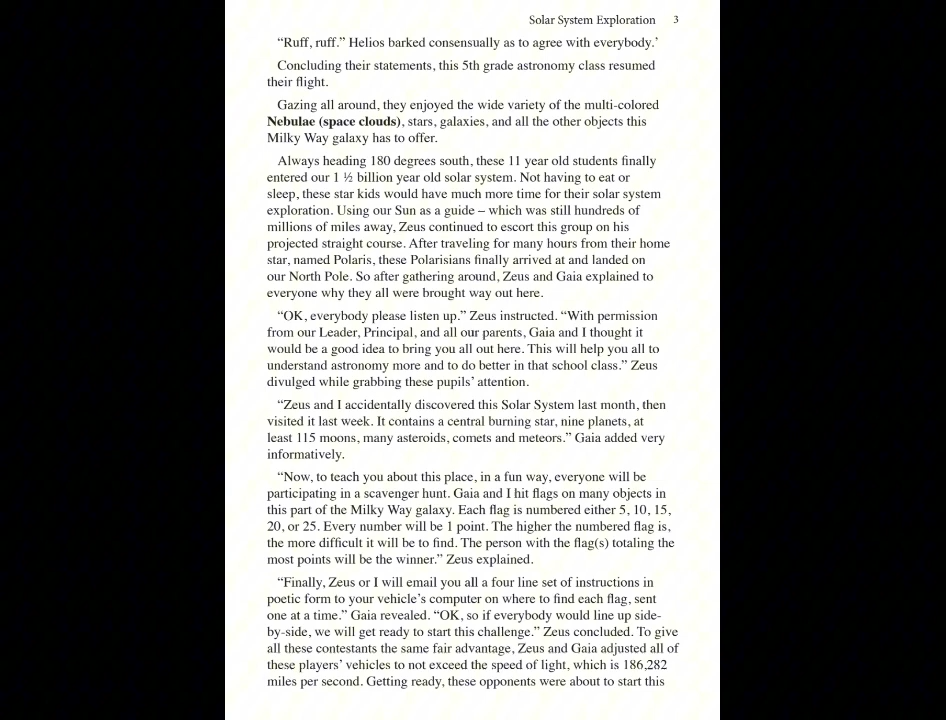 Solar System Exploration 3
“Ruff, ruff.” Helios barked consensually as to agree with everybody.’
Concluding their statements, this 5th grade astronomy class resumed
their flight.
Gazing all around, they enjoyed the wide variety of the multi-colored
Nebulae (space clouds), stars, galaxies, and all the other objects this
Milky Way galaxy has to offer.
Always heading 180 degrees south, these 11 year old students finally
entered our 1 ½ billion year old solar system. Not having to eat or
sleep, these star kids would have much more time for their solar system
exploration. Using our Sun as a guide – which was still hundreds of
millions of miles away, Zeus continued to escort this group on his
projected straight course. After traveling for many hours from their home
star, named Polaris, these Polarisians finally arrived at and landed on
our North Pole. So after gathering around, Zeus and Gaia explained to
everyone why they all were brought way out here.
“OK, everybody please listen up.” Zeus instructed. “With permission
from our Leader, Principal, and all our parents, Gaia and I thought it
would be a good idea to bring you all out here. This will help you all to
understand astronomy more and to do better in that school class.” Zeus
divulged while grabbing these pupils’ attention.
“Zeus and I accidentally discovered this Solar System last month, then
visited it last week. It contains a central burning star, nine planets, at
least 115 moons, many asteroids, comets and meteors.” Gaia added very
informatively.
“Now, to teach you about this place, in a fun way, everyone will be
participating in a scavenger hunt. Gaia and I hit flags on many objects in
this part of the Milky Way galaxy. Each flag is numbered either 5, 10, 15,
20, or 25. Every number will be 1 point. The higher the numbered flag is,
the more difficult it will be to find. The person with the flag(s) totaling the
most points will be the winner.” Zeus explained.
“Finally, Zeus or I will email you all a four line set of instructions in
poetic form to your vehicle’s computer on where to find each flag, sent
one at a time.” Gaia revealed. “OK, so if everybody would line up side-
by-side, we will get ready to start this challenge.” Zeus concluded. To give
all these contestants the same fair advantage, Zeus and Gaia adjusted all of
these players’ vehicles to not exceed the speed of light, which is 186,282
miles per second. Getting ready, these opponents were about to start this